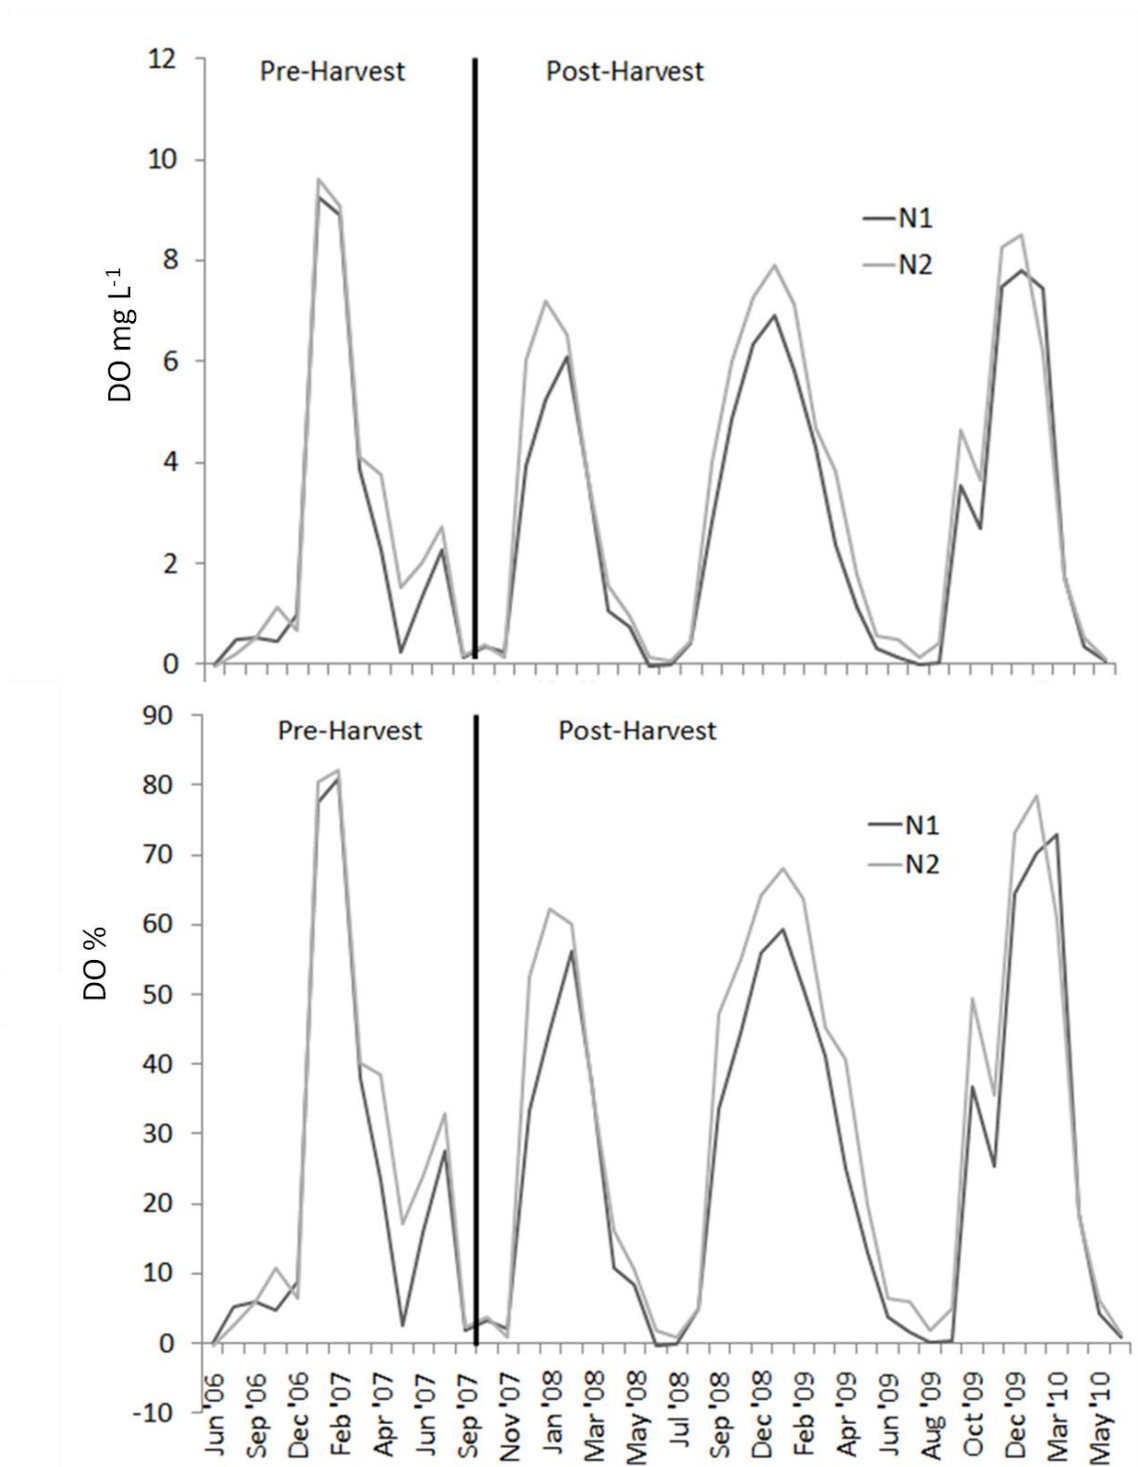 12
Pre-Harvest
Post-Harvest
10
N1
8
N2
DO mg L-1
6
4
2
0
90
Pre-Harvest
Post-Harvest
80
N1
70
N2
60
DO %
50
40
30
20
10
0
-10
Jun '06
Sep '06
Dec '06
Feb '07
Apr '07
Jun '07
Sep '07
Nov '07
Jan '08
Mar '08
May '08
Jul '08
Sep '08
Dec '08
Feb '09
Apr '09
Jun '09
Aug '09
Oct '09
Dec '09
Mar '10
May '10